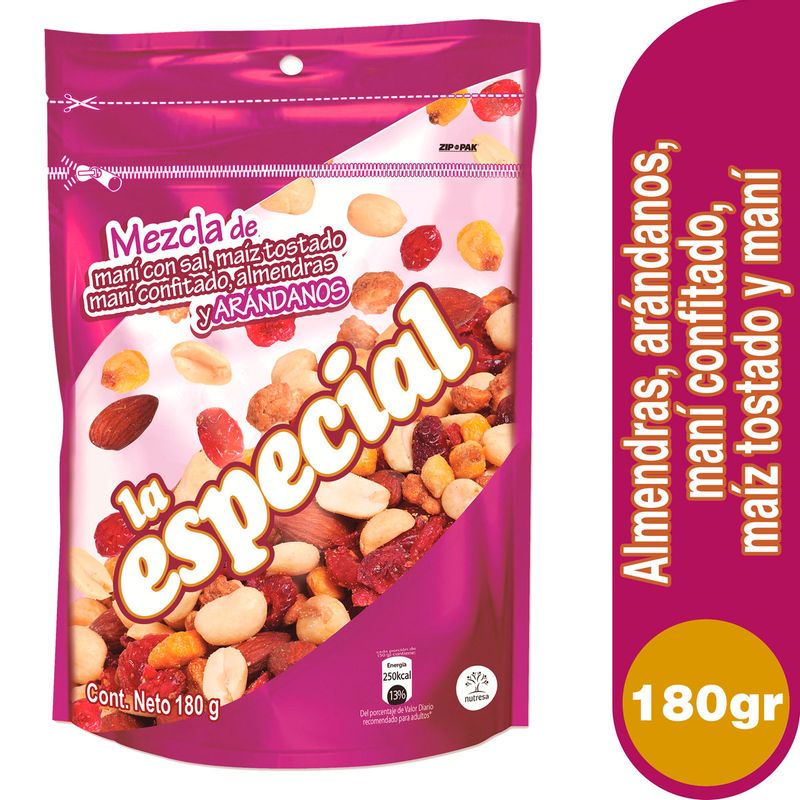 ZIP PAK
Mezcla de
maní con sal, maíz tostado
maní confitado, almendras
y ARÁNDANOS
la
especial
Cont. Neto 180 g
Energía
250kcal
13%
Del porcentaje de Valor Diario
recomendado para adultos*
nutresa
Almendras, arándanos,
maní confitado,
maíz tostado y maní
180gr